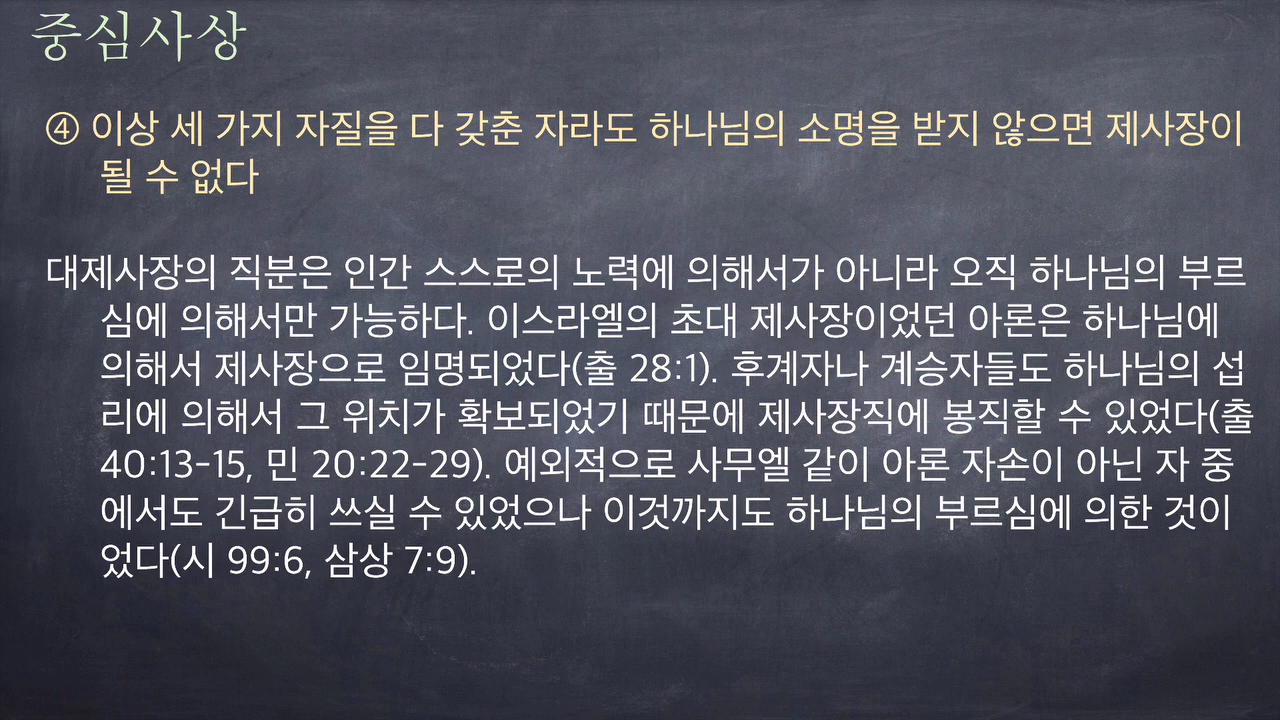 중심사상
④ 이상 세 가지 자질을 다 갖춘 자라도 하나님의 소명을 받지 않으면 제사장이
될 수 없다
대제사장의 직분은 인간 스스로의 노력에 의해서가 아니라 오직 하나님의 부르
심에 의해서만 가능하다. 이스라엘의 초대 제사장이었던 아론은 하나님에
의해서 제사장으로 임명되었다(출 28:1). 후계자나 계승자들도 하나님의 섭
리에 의해서 그 위치가 확보되었기 때문에 제사장직에 봉직할 수 있었다(출
40:13-15, 민 20:22-29). 예외적으로 사무엘 같이 아론 자손이 아닌 자 중
에서도 긴급히 쓰실 수 있었으나 이것까지도 하나님의 부르심에 의한 것이
었다(시 99:6, 삼상 7:9).